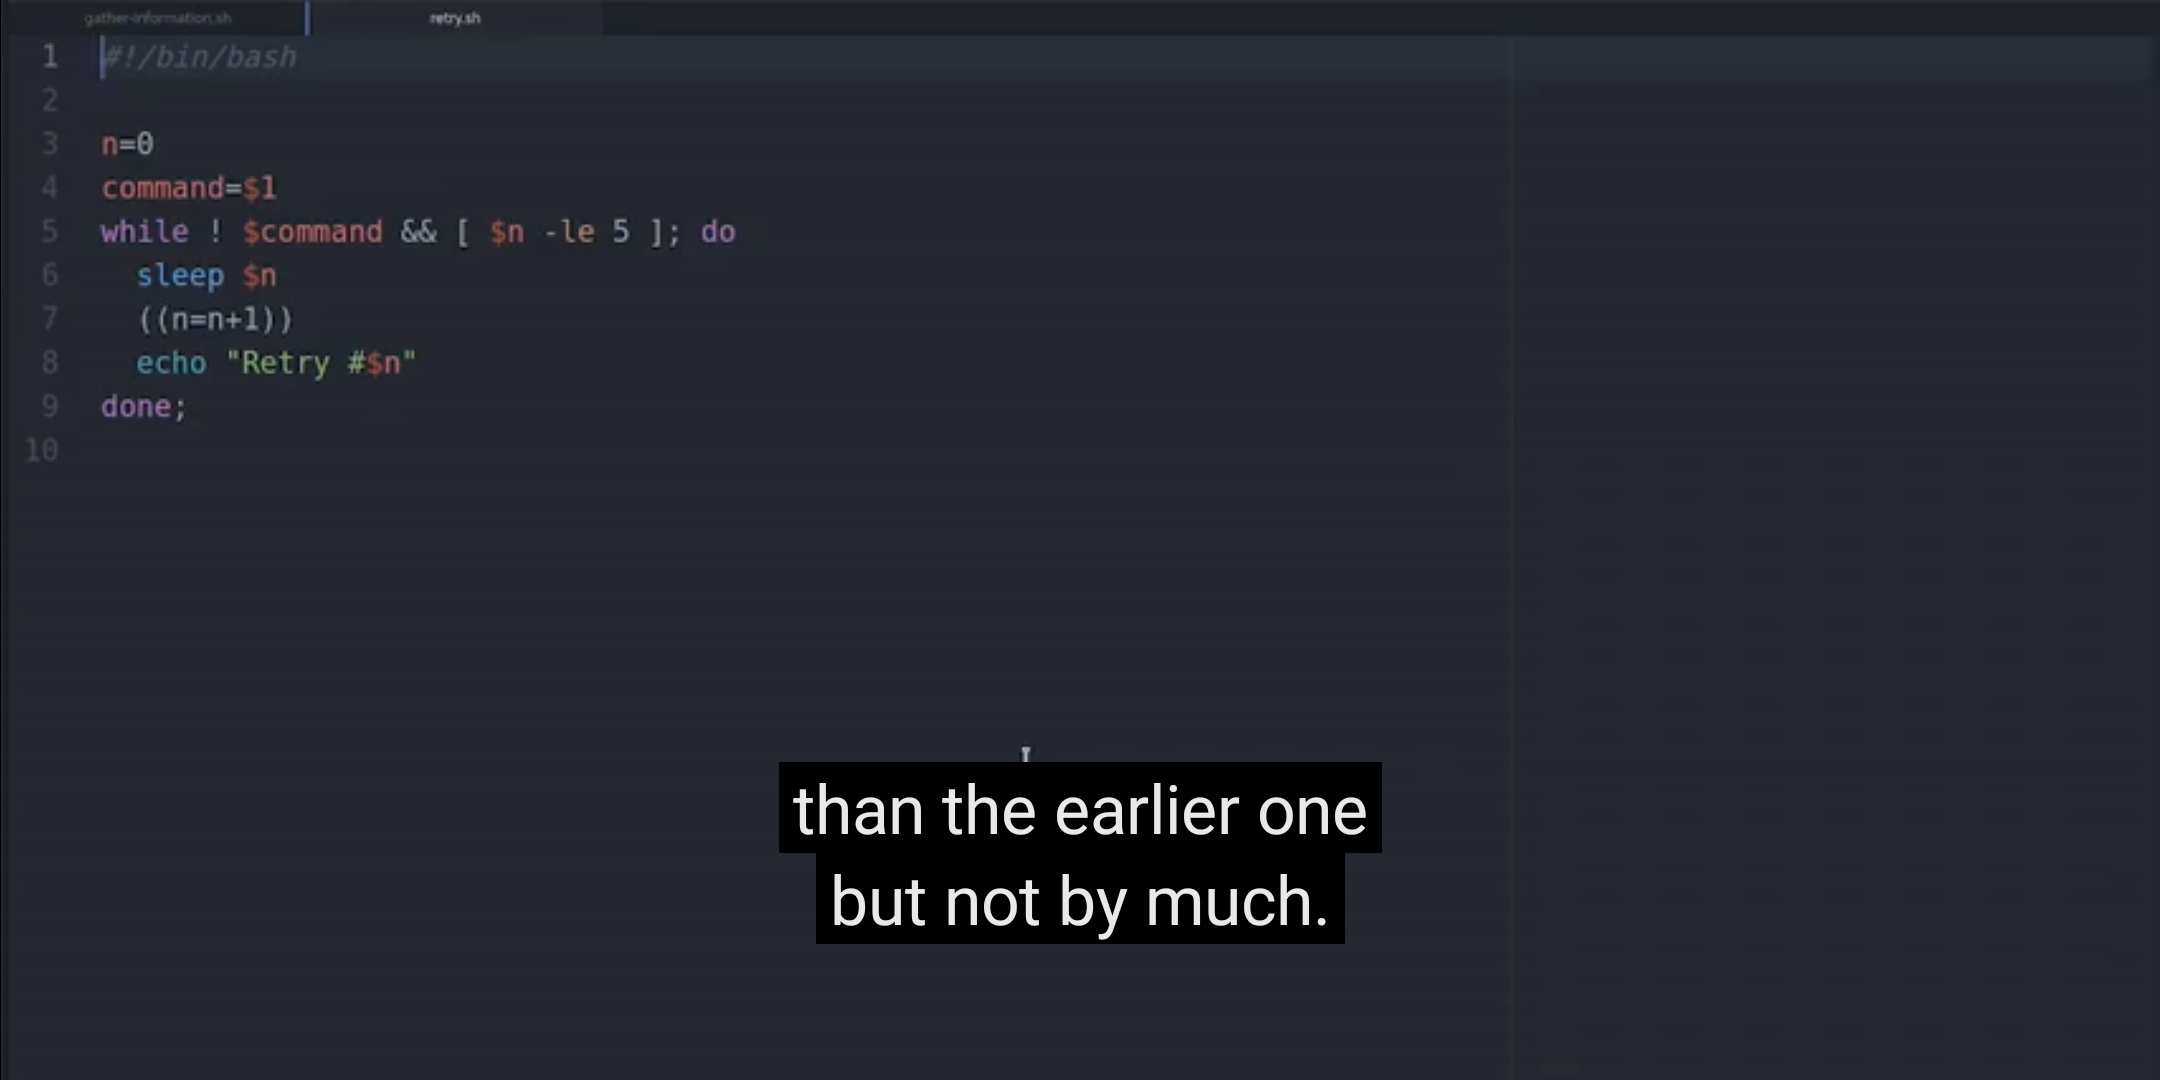 gather-information.sh retry.sh
1 #!/bin/bash
2
3 n=0
4 command=$1
5 while ! $command && [ $n -le 5 ]; do
6   sleep $n
7   ((n=n+1))
8   echo "Retry #$n"
9 done;
10
than the earlier one
but not by much.